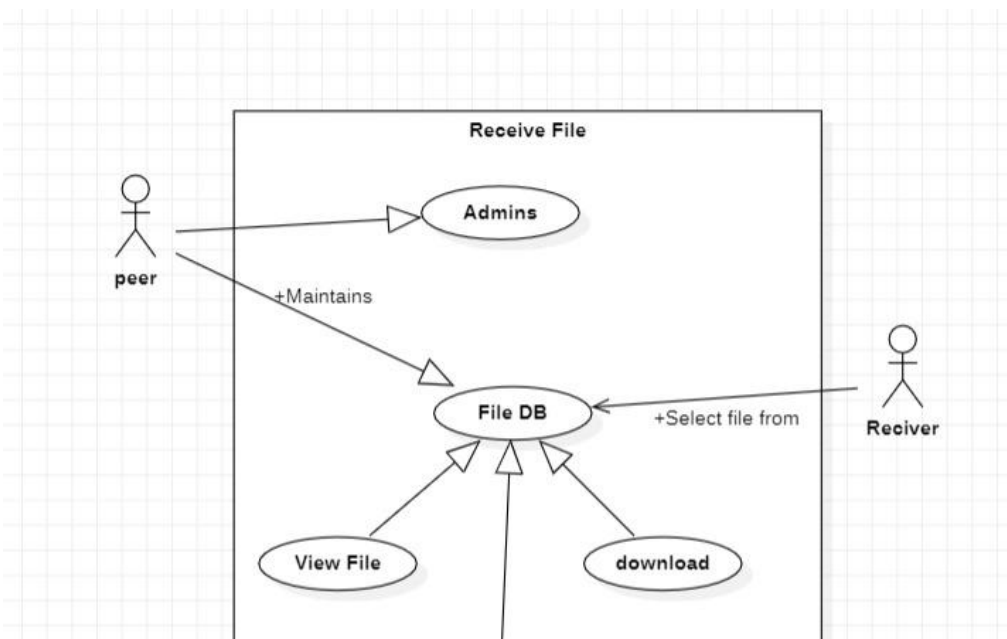 Receive File
Admins
peer
+Maintains
File DB
+Select file from
Reciver
View File
download